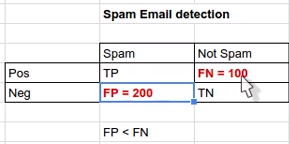 Spam Email detection
Spam Not Spam
Pos TP FN = 100
Neg FP = 200 TN
FP < FN